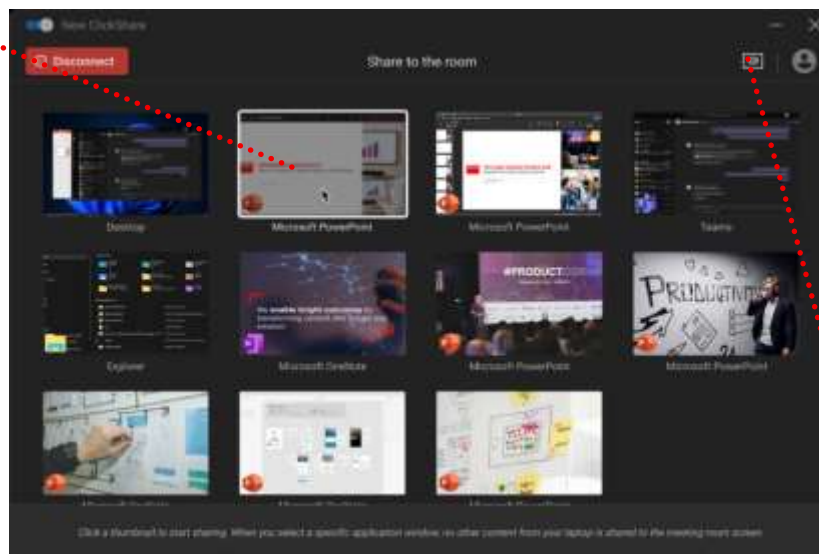 New ClickShare
Disconnect
Share to the room
Desktop
Microsoft PowerPoint
Microsoft PowerPoint
Teams
#PRODUCT
PRODUCTIVITY
Explorer
Microsoft OneNote
Microsoft PowerPoint
Microsoft PowerPoint
Click a thumbnail to start sharing. When you select a specific application window, no other content from your laptop is shared to the meeting room screen.